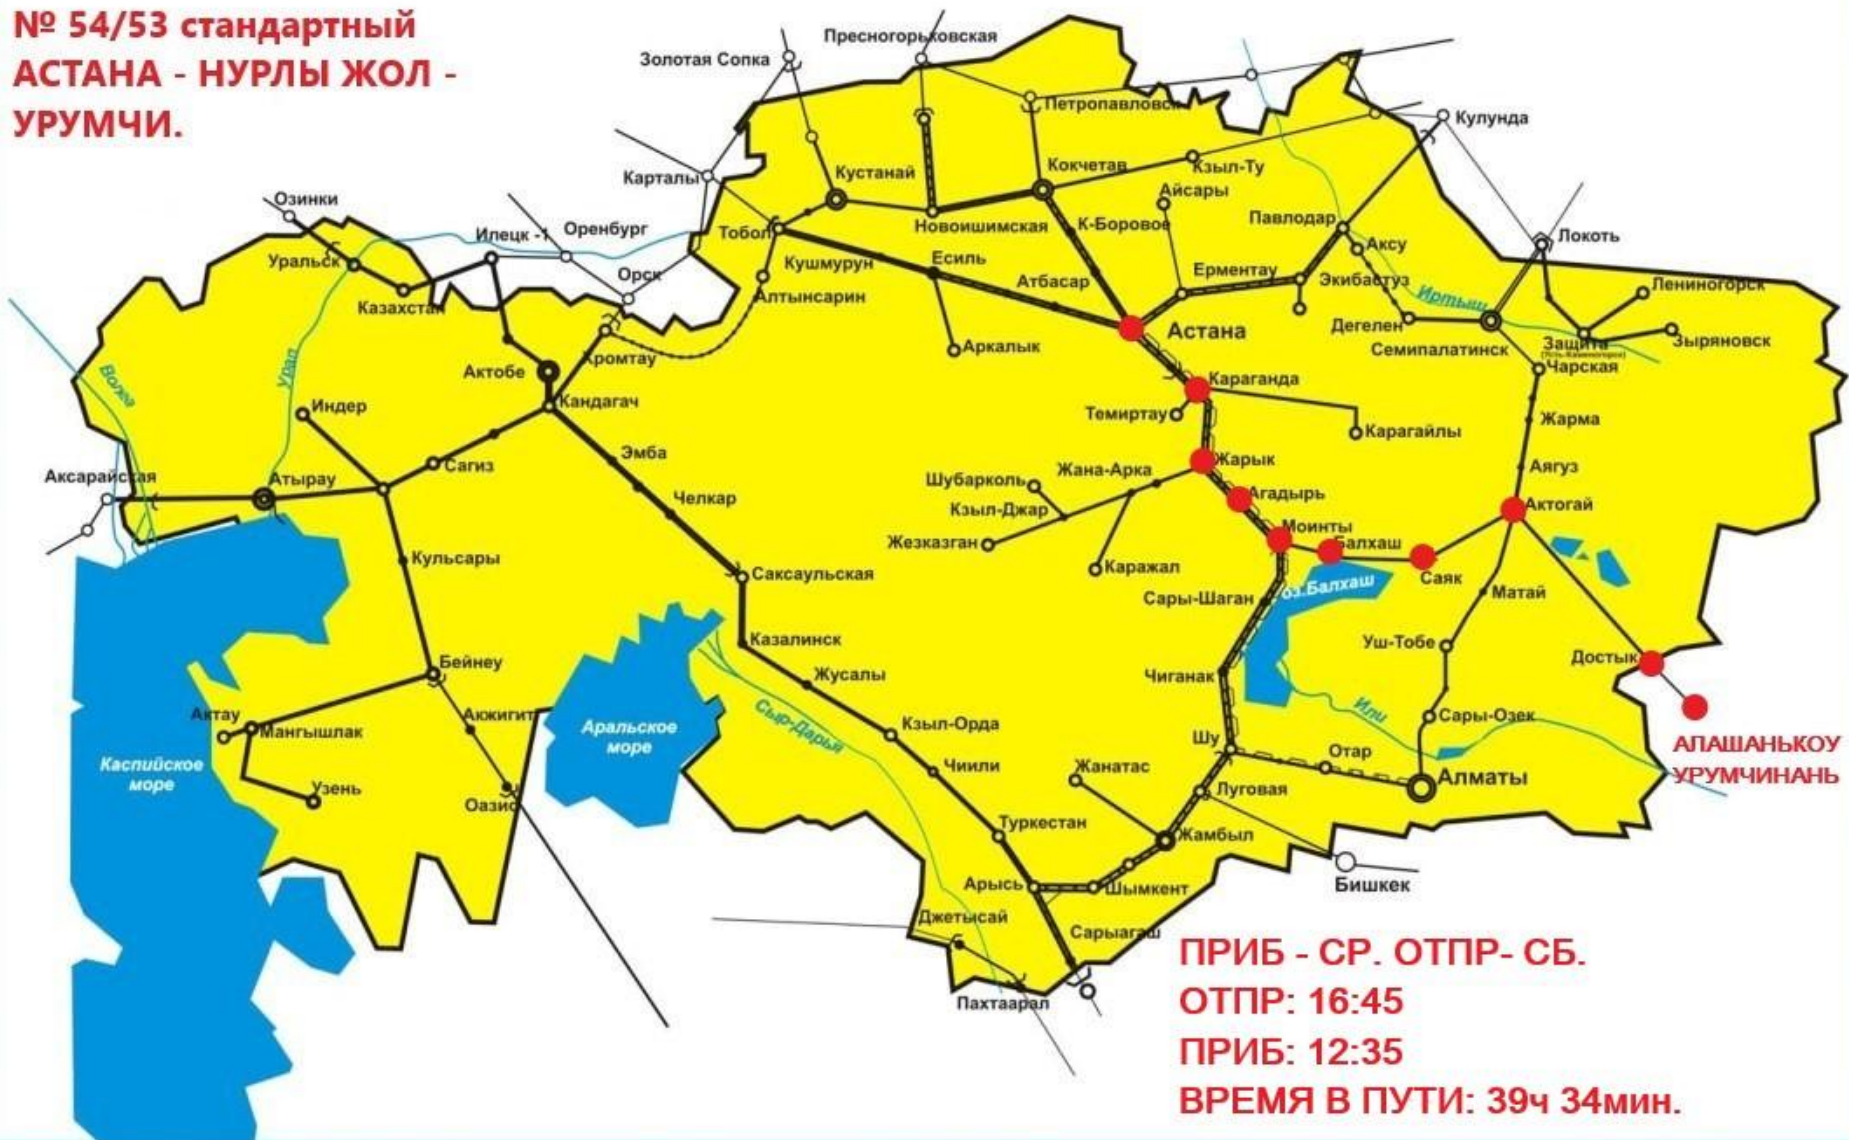 № 54/53 стандартный
АСТАНА - НУРЛЫ ЖОЛ -
УРУМЧИ.
Золотая Сопка
Пресногорьковская
Петропавловск
Кулунда
Карталы
Кустанай
Кокчетав
Кзыл-Ту
Айсары
Озинки
Илецк -1
Оренбург
Тобол
Новоишимская
К-Боровое
Павлодар
Аксу
Локоть
Уральск
Орск
Кушмурун
Есиль
Атбасар
Ерментау
Экибастуз
Иртыш
Лениногорск
Казахстан
Алтынсарин
Дегелен
Астана
Аркалык
Семипалатинск
Защита
(Усть-Каменогорск)
Зыряновск
Чарская
Волга
Урал
Хромтау
Актобе
Кандагач
Караганда
Темиртау
Карагайлы
Жарма
Индер
Эмба
Жарык
Аягуз
Аксарайская
Атырау
Сагиз
Челкар
Шубарколь
Жана-Арка
Агадырь
Кзыл-Джар
Актогай
Моинты
Жезказган
Балхаш
Кульсары
Саксаульская
Каражал
Саяк
оз.Балхаш
Сары-Шаган
Матай
Казалинск
Уш-Тобе
Достык
Бейнеу
Жусалы
Чиганак
Актау
Мангышлак
Акжигит
Аральское
море
Сыр-Дарья
Кзыл-Орда
Или
Сары-Озек
Шу
Отар
АЛАШАНЬКОУ
УРУМЧИНАНЬ
Каспийское
море
Узень
Оазис
Чиили
Жанатас
Луговая
Алматы
Туркестан
Жамбыл
Арысь
Шымкент
Бишкек
Джетысай
Сарыагаш
Пахтаарал
ПРИБ - СР. ОТПР- СБ.
ОТПР: 16:45
ПРИБ: 12:35
ВРЕМЯ В ПУТИ: 39ч 34мин.